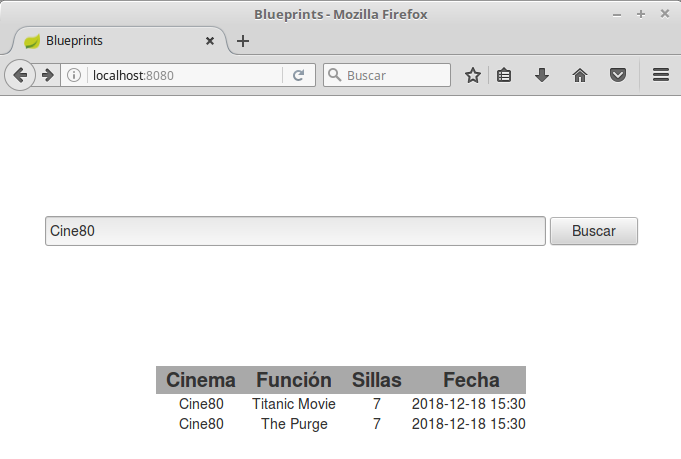 Blueprints - Mozilla Firefox
Blueprints
localhost:8080
Buscar
Cine80
Buscar
Cinema Función Sillas Fecha
Cine80 Titanic Movie 7 2018-12-18 15:30
Cine80 The Purge 7 2018-12-18 15:30